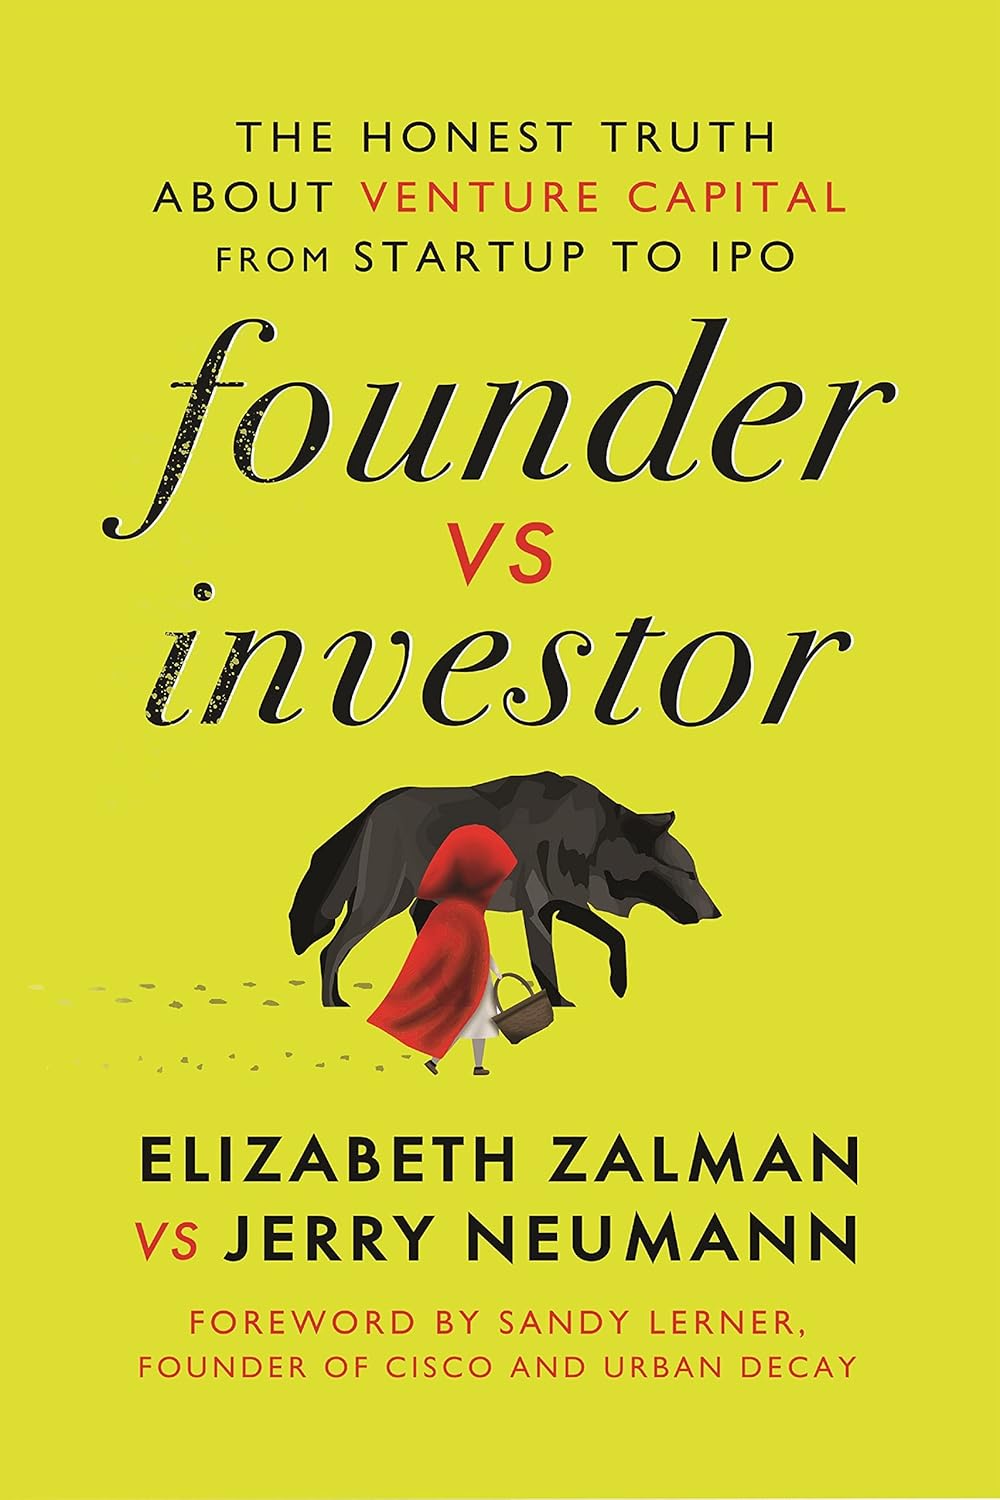 THE HONEST TRUTH
ABOUT VENTURE CAPITAL
FROM STARTUP TO IPO
founder
vs
investor
ELIZABETH ZALMAN
VS JERRY NEUMANN
FOREWORD BY SANDY LERNER,
FOUNDER OF CISCO AND URBAN DECAY